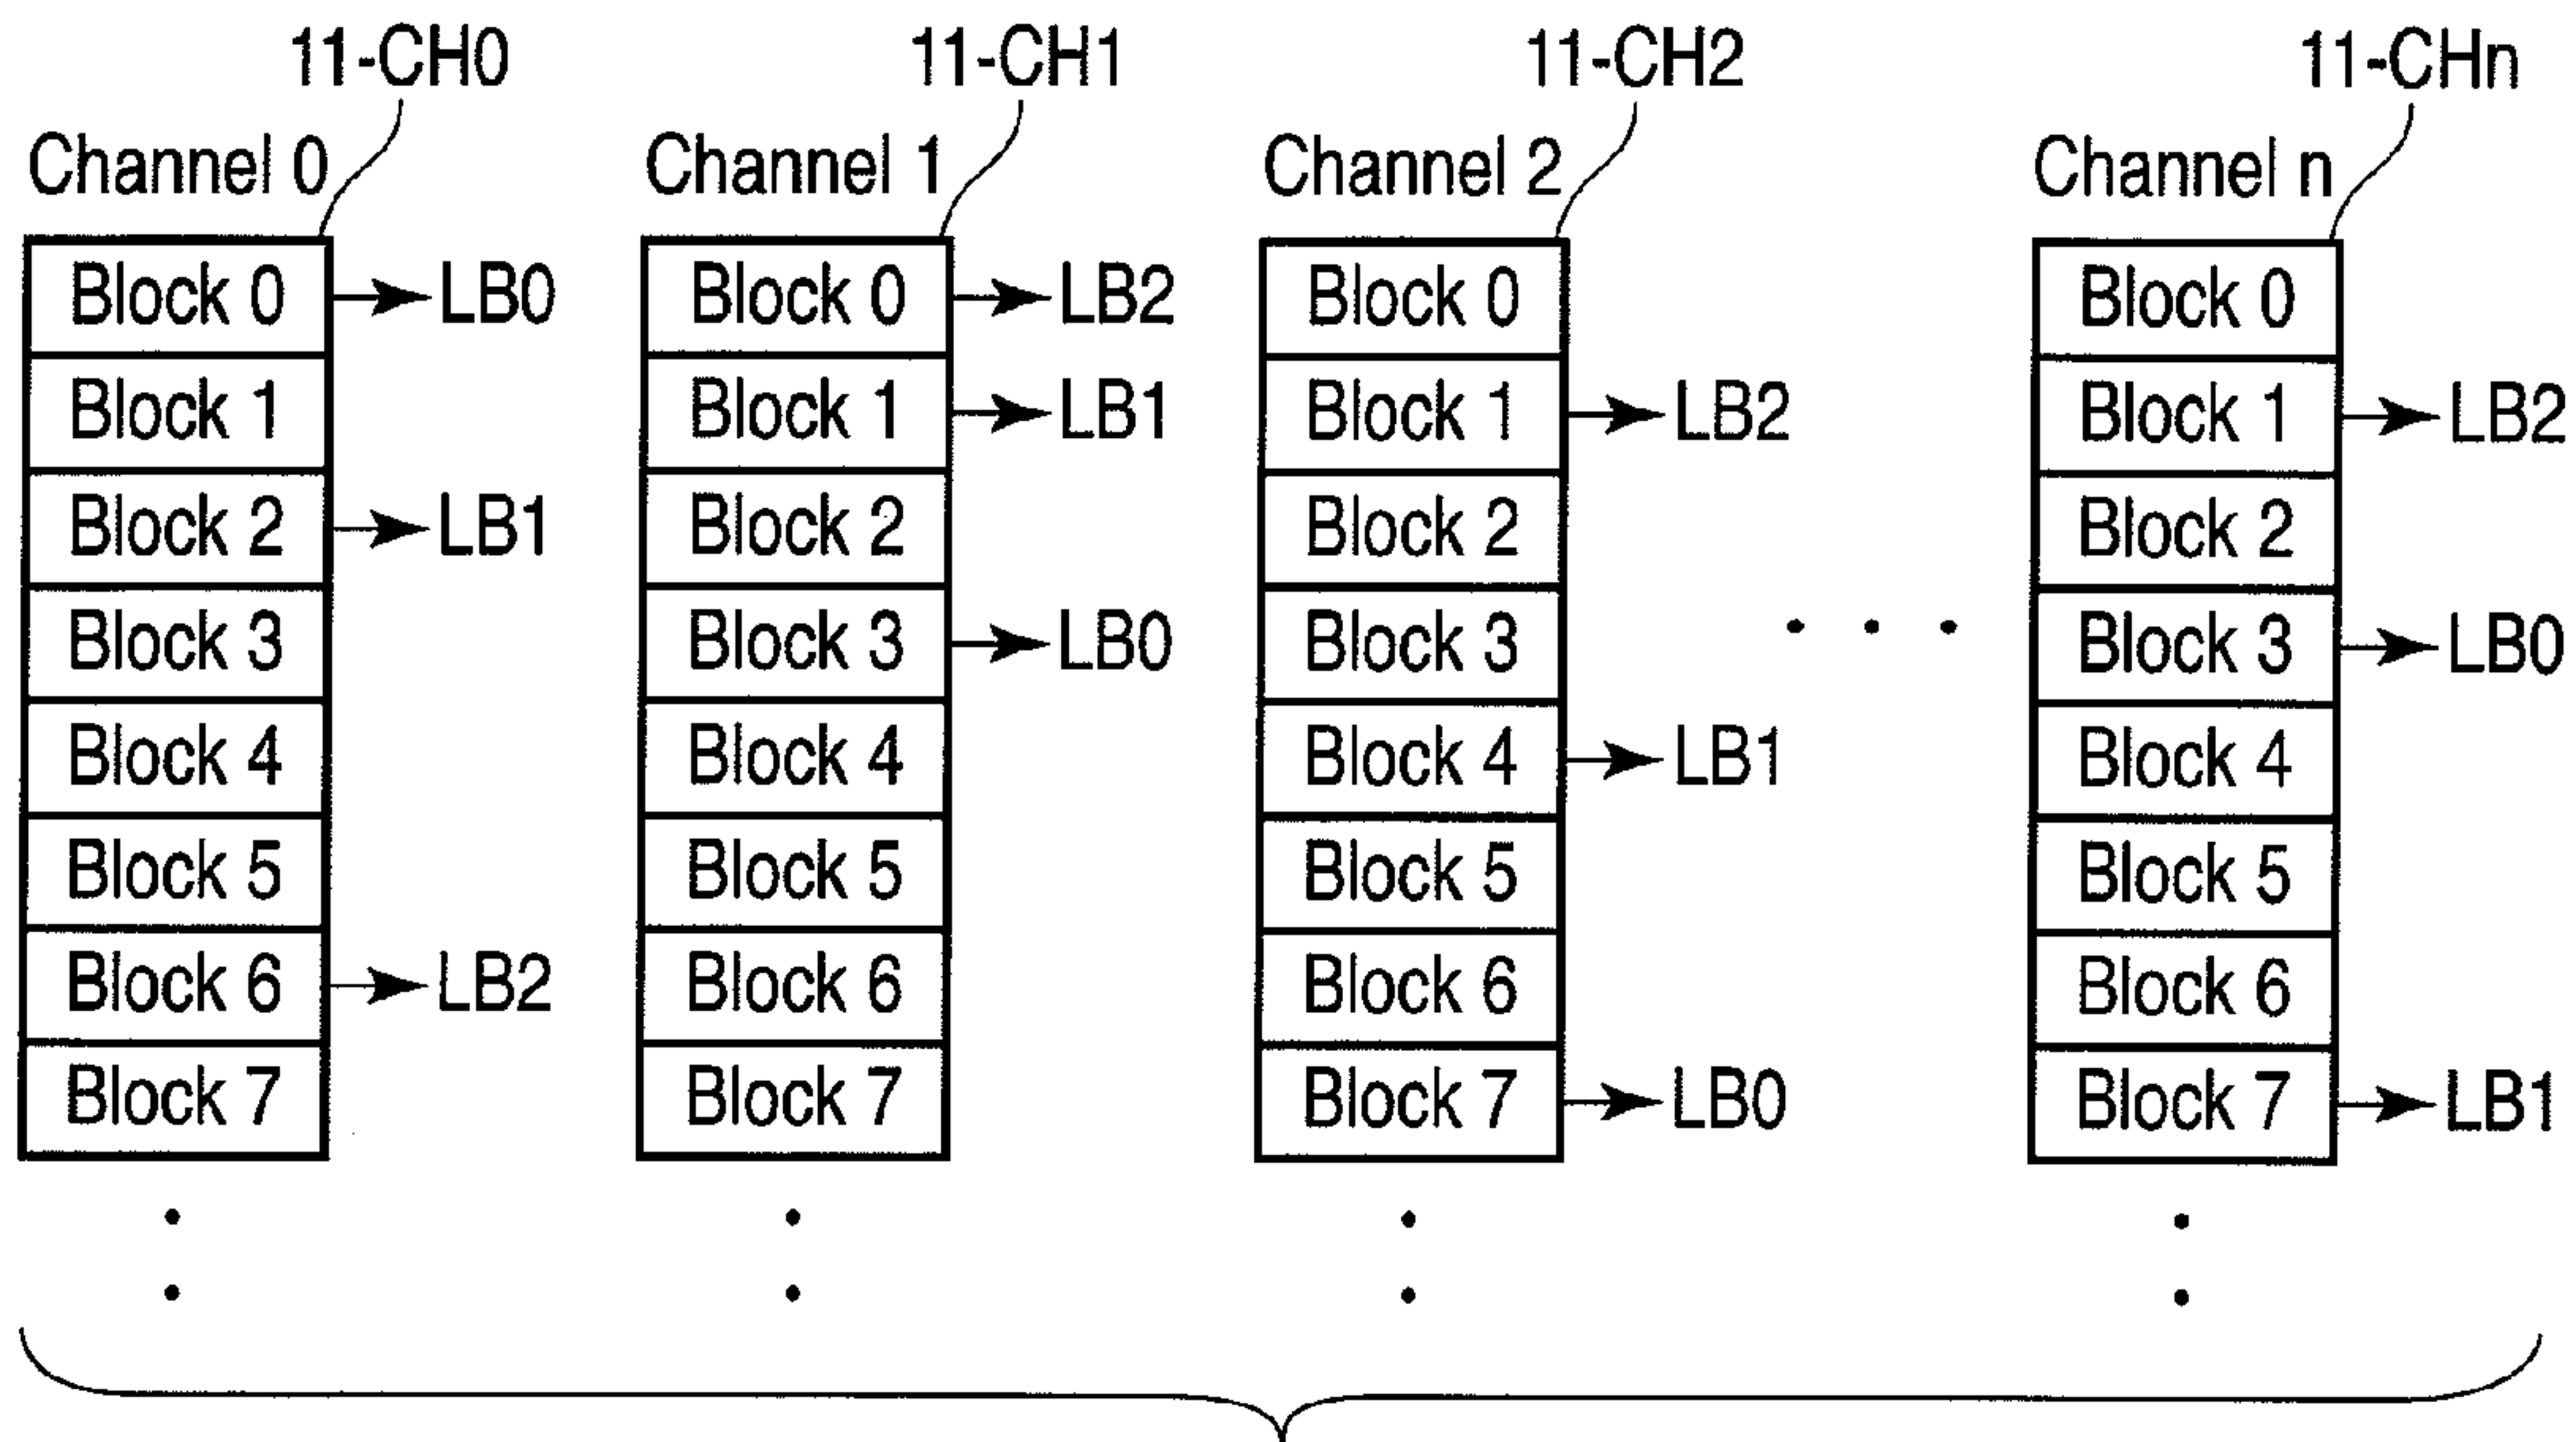 11-CH0 11-CH1 11-CH2 11-CHn
Channel 0 Channel 1 Channel 2 Channel n
Block 0 LB0 Block 0 LB2 Block 0 Block 0
Block 1 Block 1 LB1 Block 1 LB2 Block 1 LB2
Block 2 LB1 Block 2 Block 2 Block 2
Block 3 Block 3 LB0 Block 3 Block 3 LB0
Block 4 Block 4 Block 4 LB1 Block 4
Block 5 Block 5 Block 5 Block 5
Block 6 LB2 Block 6 Block 6 Block 6
Block 7 Block 7 Block 7 LB0 Block 7 LB1